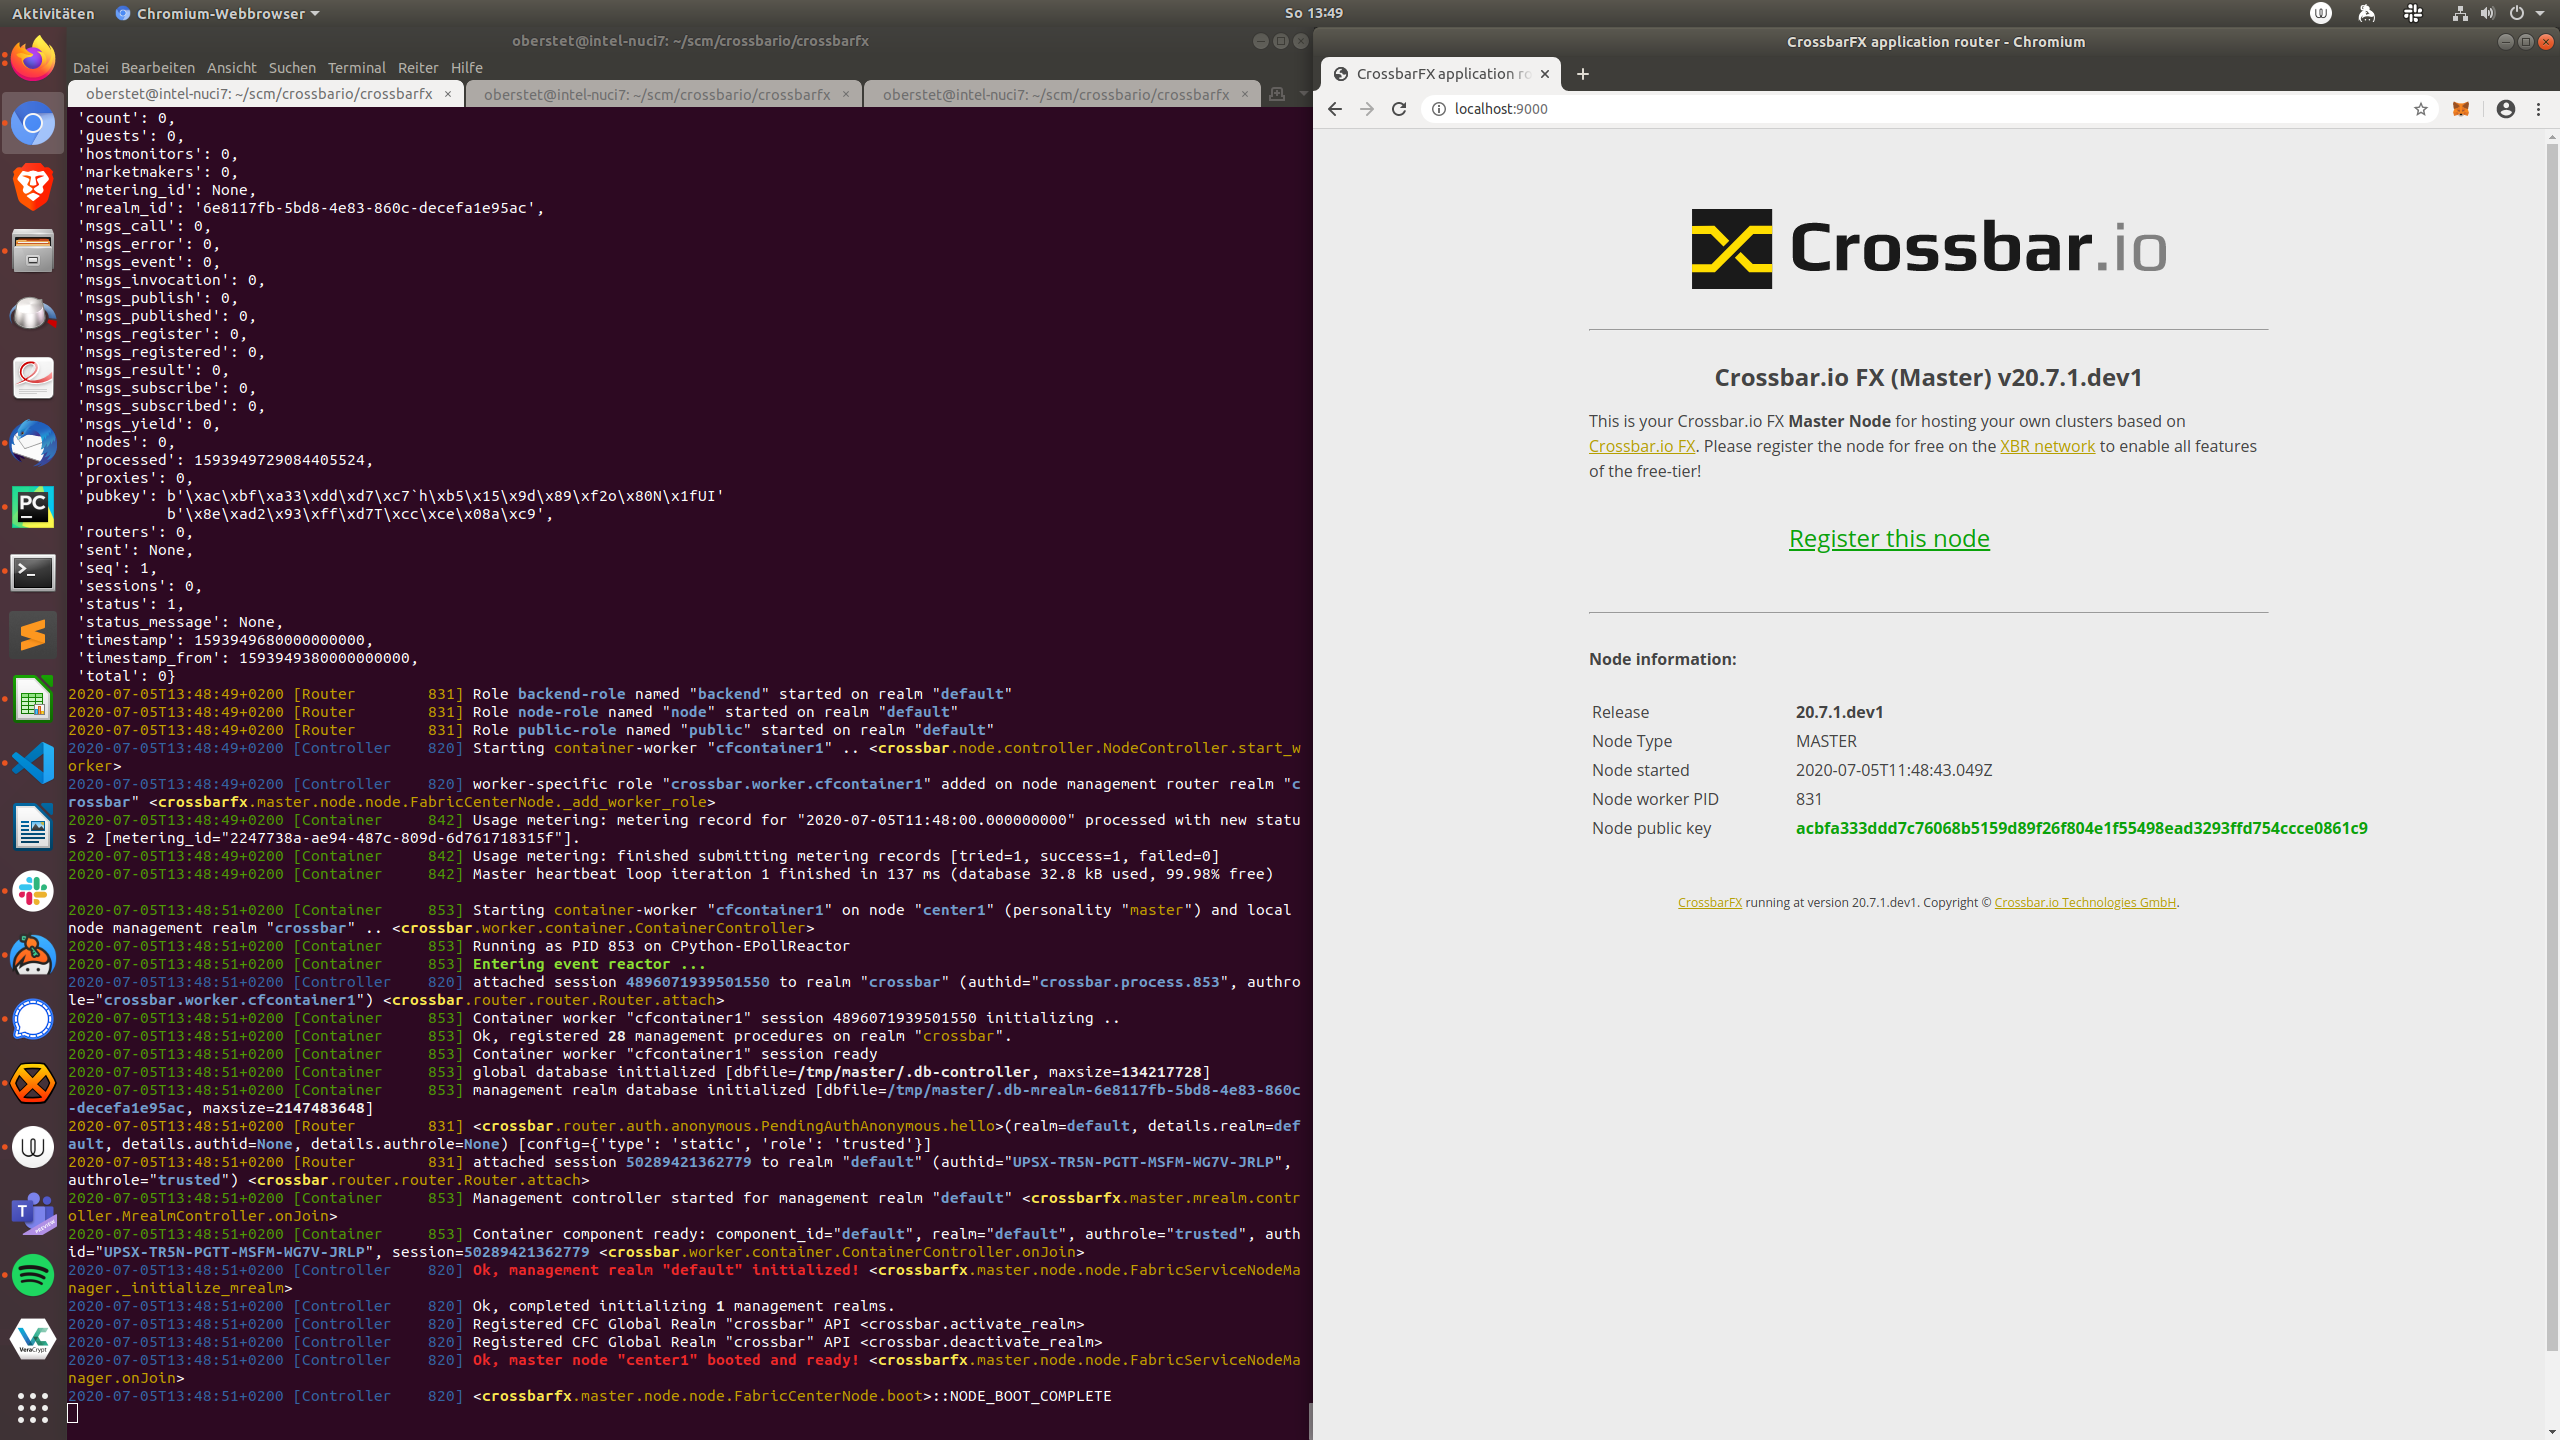 Aktivitäten
Chromium-Webbrowser
So 13:49
oberstet@intel-nuci7: ~/scm/crossbario/crossbarfx
Datei Bearbeiten Ansicht Suchen Terminal Reiter Hilfe
oberstet@intel-nuci7: ~/scm/crossbario/crossbarfx ×
oberstet@intel-nuci7: ~/scm/crossbario/crossbarfx ×
oberstet@intel-nuci7: ~/scm/crossbario/crossbarfx ×
'count': 0,
'guests': 0,
'hostmonitors': 0,
'marketmakers': 0,
'metering_id': None,
'mrealm_id': '6e8117fb-5bd8-4e83-860c-decefa1e95ac',
'msgs_call': 0,
'msgs_error': 0,
'msgs_event': 0,
'msgs_invocation': 0,
'msgs_publish': 0,
'msgs_published': 0,
'msgs_register': 0,
'msgs_registered': 0,
'msgs_result': 0,
'msgs_subscribe': 0,
'msgs_subscribed': 0,
'msgs_yield': 0,
'nodes': 0,
'processed': 1593949729084405524,
'proxies': 0,
'pubkey': b'\xac\xbf\xa33\xdd\xd7\xc7`h\xb5\x15\x9d\x89\xf2o\x80N\x1fUI'
b'\x8e\xad2\x93\xff\xd7T\xcc\xce\x08a\xc9',
'routers': 0,
'sent': None,
'seq': 1,
'sessions': 0,
'status': 1,
'status_message': None,
'timestamp': 1593949680000000000,
'timestamp_from': 1593949380000000000,
'total': 0}
2020-07-05T13:48:49+0200 [Router 831] Role backend-role named "backend" started on realm "default"
2020-07-05T13:48:49+0200 [Router 831] Role node-role named "node" started on realm "default"
2020-07-05T13:48:49+0200 [Router 831] Role public-role named "public" started on realm "default"
2020-07-05T13:48:49+0200 [Controller 820] Starting container-worker "cfcontainer1" .. <crossbar.node.controller.NodeController.start_w
orker>
2020-07-05T13:48:49+0200 [Controller 820] worker-specific role "crossbar.worker.cfcontainer1" added on node management router realm "c
rossbar" <crossbarfx.master.node.node.FabricCenterNode._add_worker_role>
2020-07-05T13:48:49+0200 [Container 842] Usage metering: metering record for "2020-07-05T11:48:00.000000000" processed with new statu
s 2 [metering_id="2247738a-ae94-487c-809d-6d761718315f"].
2020-07-05T13:48:49+0200 [Container 842] Usage metering: finished submitting metering records [tried=1, success=1, failed=0]
2020-07-05T13:48:49+0200 [Container 842] Master heartbeat loop iteration 1 finished in 137 ms (database 32.8 kB used, 99.98% free)
2020-07-05T13:48:51+0200 [Container 853] Starting container-worker "cfcontainer1" on node "center1" (personality "master") and local
node management realm "crossbar" .. <crossbar.worker.container.ContainerController>
2020-07-05T13:48:51+0200 [Container 853] Running as PID 853 on CPython-EPollReactor
2020-07-05T13:48:51+0200 [Container 853] Entering event reactor ...
2020-07-05T13:48:51+0200 [Controller 820] attached session 4896071939501550 to realm "crossbar" (authid="crossbar.process.853", authro
le="crossbar.worker.cfcontainer1") <crossbar.router.router.Router.attach>
2020-07-05T13:48:51+0200 [Container 853] Container worker "cfcontainer1" session 4896071939501550 initializing ..
2020-07-05T13:48:51+0200 [Container 853] Ok, registered 28 management procedures on realm "crossbar".
2020-07-05T13:48:51+0200 [Container 853] Container worker "cfcontainer1" session ready
2020-07-05T13:48:51+0200 [Container 853] global database initialized [dbfile=/tmp/master/.db-controller, maxsize=134217728]
2020-07-05T13:48:51+0200 [Container 853] management realm database initialized [dbfile=/tmp/master/.db-mrealm-6e8117fb-5bd8-4e83-860c
-decefa1e95ac, maxsize=2147483648]
2020-07-05T13:48:51+0200 [Router 831] <crossbar.router.auth.anonymous.PendingAuthAnonymous.hello>(realm=default, details.realm=def
ault, details.authid=None, details.authrole=None) [config={'type': 'static', 'role': 'trusted'}]
2020-07-05T13:48:51+0200 [Router 831] attached session 50289421362779 to realm "default" (authid="UPSX-TR5N-PGTT-MSFM-WG7V-JRLP",
authrole="trusted") <crossbar.router.router.Router.attach>
2020-07-05T13:48:51+0200 [Container 853] Management controller started for management realm "default" <crossbarfx.master.mrealm.contr
oller.MrealmController.onJoin>
2020-07-05T13:48:51+0200 [Container 853] Container component ready: component_id="default", realm="default", authrole="trusted", auth
id="UPSX-TR5N-PGTT-MSFM-WG7V-JRLP", session=50289421362779 <crossbar.worker.container.ContainerController.onJoin>
2020-07-05T13:48:51+0200 [Controller 820] Ok, management realm "default" initialized! <crossbarfx.master.node.node.FabricServiceNodeMa
nager._initialize_mrealm>
2020-07-05T13:48:51+0200 [Controller 820] Ok, completed initializing 1 management realms.
2020-07-05T13:48:51+0200 [Controller 820] Registered CFC Global Realm "crossbar" API <crossbar.activate_realm>
2020-07-05T13:48:51+0200 [Controller 820] Registered CFC Global Realm "crossbar" API <crossbar.deactivate_realm>
2020-07-05T13:48:51+0200 [Controller 820] Ok, master node "center1" booted and ready! <crossbarfx.master.node.node.FabricServiceNodeMa
nager.onJoin>
2020-07-05T13:48:51+0200 [Controller 820] <crossbarfx.master.node.node.FabricCenterNode.boot>::NODE_BOOT_COMPLETE
PC
T
PREVIEW
VC
VeraCrypt
CrossbarFX application router - Chromium
CrossbarFX application ro
localhost:9000
Crossbar.io
Crossbar.io FX (Master) v20.7.1.dev1
This is your Crossbar.io FX Master Node for hosting your own clusters based on
Crossbar.io FX. Please register the node for free on the XBR network to enable all features
of the free-tier!
Register this node
Node information:
Release 20.7.1.dev1
Node Type MASTER
Node started 2020-07-05T11:48:43.049Z
Node worker PID 831
Node public key acbfa333ddd7c76068b5159d89f26f804e1f55498ead3293ffd754ccce0861c9
CrossbarFX running at version 20.7.1.dev1. Copyright © Crossbar.io Technologies GmbH.